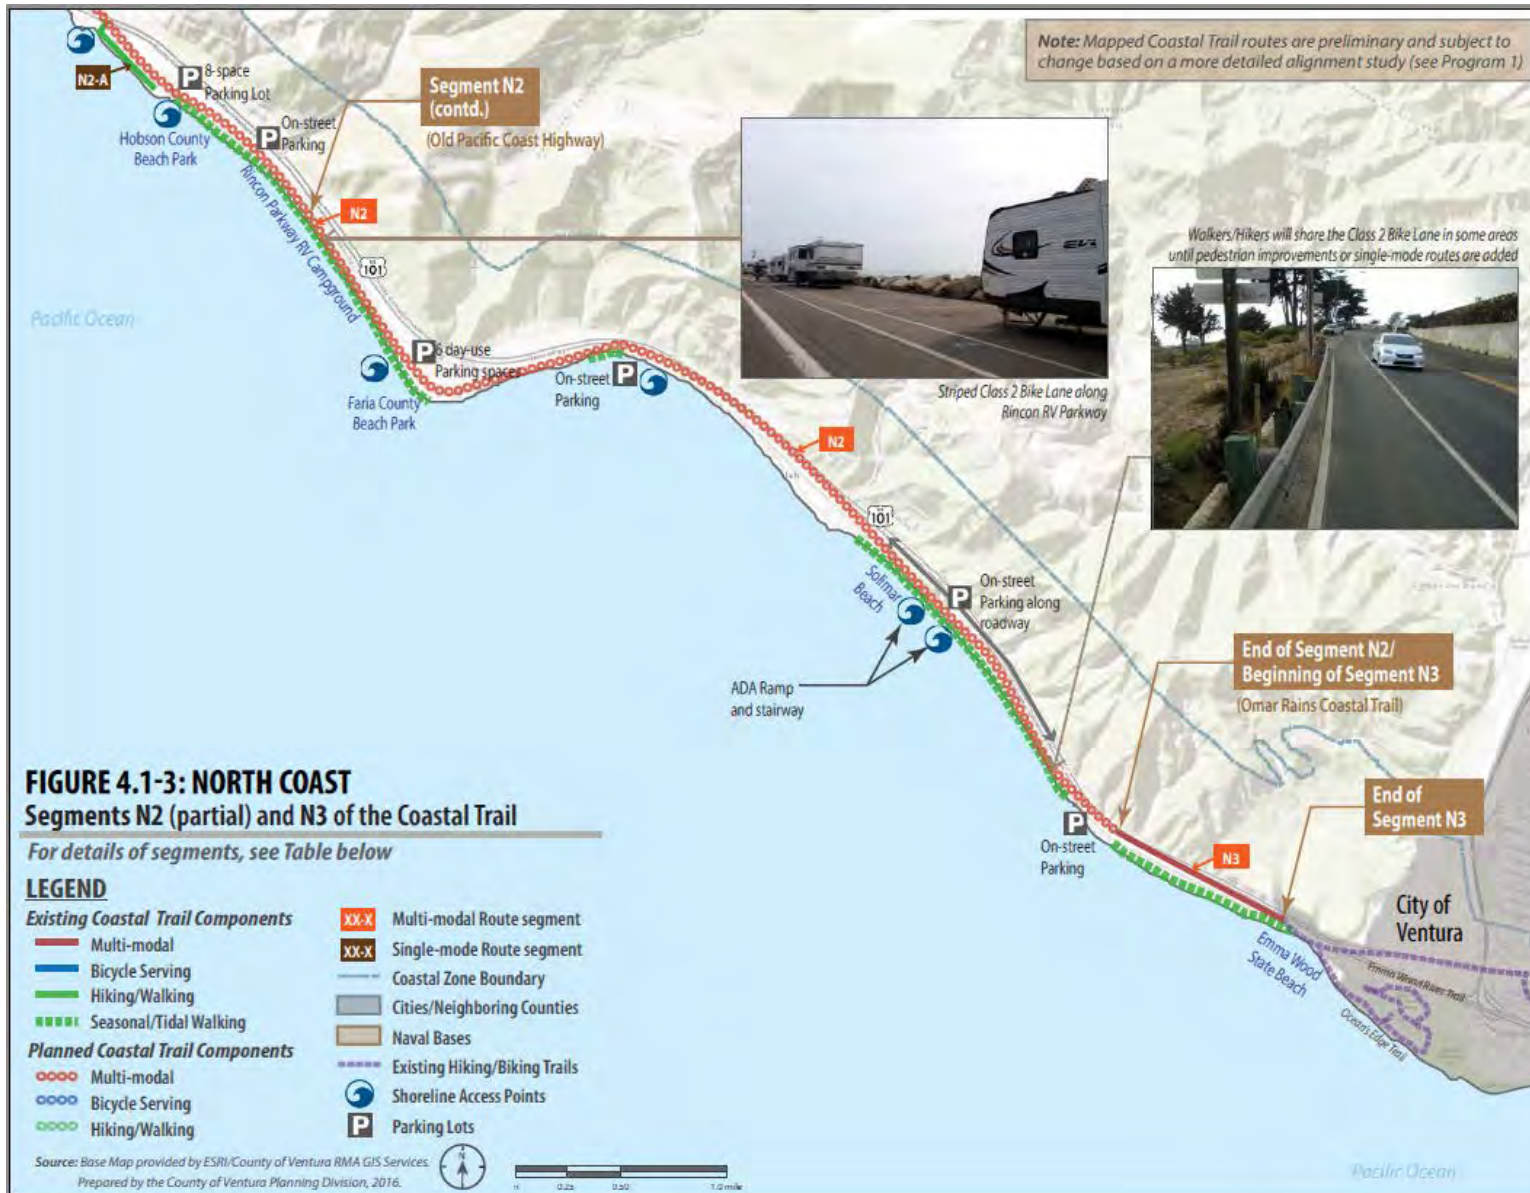 Note: Mapped Coastal Trail routes are preliminary and subject to
change based on a more detailed alignment study (see Program 1)
N2-A
P
8-space
Parking Lot
Segment N2
(contd.)
(Old Pacific Coast Highway)
Hobson County
Beach Park
P
On-street
Parking
Rincon Parkway RV Campground
N2
101
Pacific Ocean
Walkers/Hikers will share the Class 2 Bike Lane in some areas
until pedestrian improvements or single-mode routes are added
P
6 day-use
Parking spaces
Faria County
Beach Park
On-street
Parking
P
Striped Class 2 Bike Lane along
Rincon RV Parkway
N2
101
Solimar
Beach
P
On-street
Parking along
roadway
ADA Ramp
and stairway
End of Segment N2/
Beginning of Segment N3
(Omar Rains Coastal Trail)
End of
Segment N3
P
On-street
Parking
N3
City of
Ventura
Emma Wood
State Beach
Emma Wood River Trail
Ocean's Edge Trail
Pacific Ocean
FIGURE 4.1-3: NORTH COAST
Segments N2 (partial) and N3 of the Coastal Trail
For details of segments, see Table below
LEGEND
Existing Coastal Trail Components
Multi-modal
Bicycle Serving
Hiking/Walking
Seasonal/Tidal Walking
Planned Coastal Trail Components
Multi-modal
Bicycle Serving
Hiking/Walking
XX-X Multi-modal Route segment
XX-X Single-mode Route segment
Coastal Zone Boundary
Cities/Neighboring Counties
Naval Bases
Existing Hiking/Biking Trails
Shoreline Access Points
P Parking Lots
Source: Base Map provided by ESRI/County of Ventura RMA GIS Services.
Prepared by the County of Ventura Planning Division, 2016.
N
0.25 0.50 1.0 mile